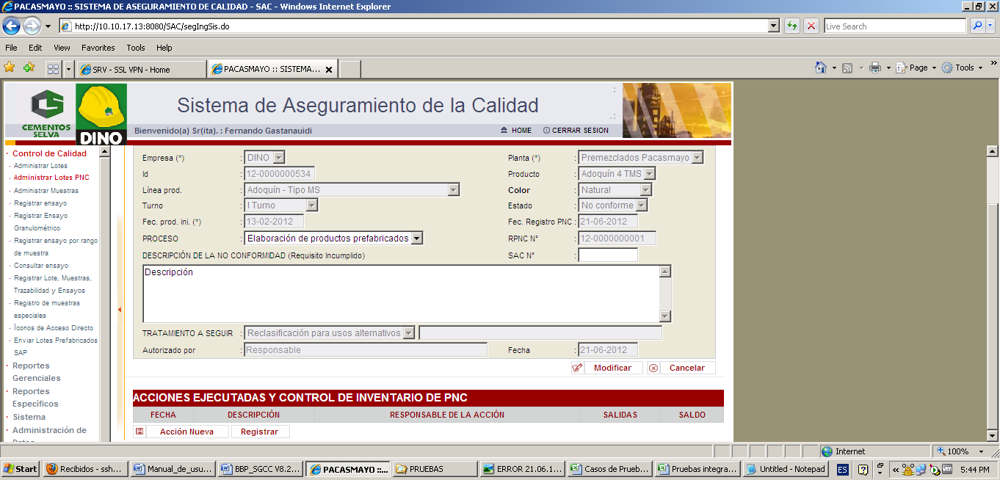 PACASMAYO :: SISTEMA DE ASEGURAMIENTO DE CALIDAD - SAC - Windows Internet Explorer
http://10.10.17.13:8080/SAC/segIngSis.do
Live Search
File Edit View Favorites Tools Help
SRV - SSL VPN - Home
PACASMAYO :: SISTEMA...
Page
Tools
»
CEMENTOS
SELVA
DINO
Sistema de Aseguramiento de la Calidad
Bienvenido(a) Sr(ita). : Fernando Gastanauidi
HOME
CERRAR SESION
Control de Calidad
Administrar Lotes
Administrar Lotes PNC
Administrar Muestras
Registrar ensayo
Registrar Ensayo
Granulométrico
Registrar ensayo por rango
de muestra
Consultar ensayo
Registrar Lote, Muestras,
Trazabilidad y Ensayos
Registro de muestras
especiales
Íconos de Acceso Directo
Enviar Lotes Prefabricados
SAP
Reportes
Gerenciales
Reportes
Específicos
Sistema
Administración de
Empresa (*) : DINO
Planta (*) : Premezclados Pacasmayo
Id : 12-0000000534
Producto : Adoquín 4 TMS
Línea prod. : Adoquín - Tipo MS
Color : Natural
Turno : I Turno
Estado : No conforme
Fec. prod. ini. (*) : 13-02-2012
Fec. Registro PNC : 21-06-2012
PROCESO : Elaboración de productos prefabricados
RPNC N° : 12-0000000001
DESCRIPCIÓN DE LA NO CONFORMIDAD (Requisito Incumplido)
SAC N° :
Descripción
TRATAMIENTO A SEGUIR : Reclasificación para usos alternativos
Autorizado por : Responsable
Fecha : 21-06-2012
Modificar
Cancelar
ACCIONES EJECUTADAS Y CONTROL DE INVENTARIO DE PNC
FECHA DESCRIPCIÓN RESPONSABLE DE LA ACCIÓN SALIDAS SALDO
Acción Nueva
Registrar
Internet
100%
Start
Recibidos - ssh...
Manual_de_usu...
BBP_SGCC V8.2...
PACASMAYO ::...
PRUEBAS
ERROR 21.06.1...
Casos de Prueb...
Pruebas integra...
Untitled - Notepad
ES
«
5:44 PM